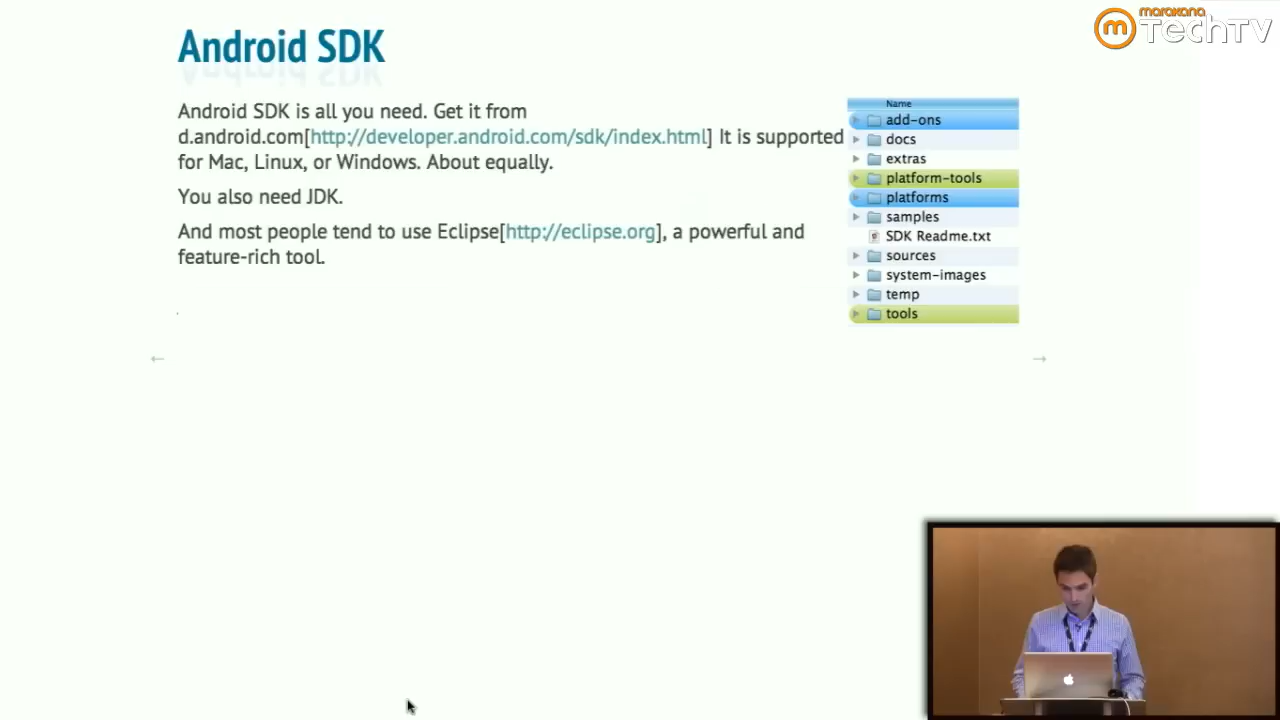 Android SDK
marakana
TechTV
Android SDK is all you need. Get it from
d.android.com[http://developer.android.com/sdk/index.html] It is supported
for Mac, Linux, or Windows. About equally.
You also need JDK.
And most people tend to use Eclipse[http://eclipse.org], a powerful and
feature-rich tool.
Name
add-ons
docs
extras
platform-tools
platforms
samples
SDK Readme.txt
sources
system-images
temp
tools